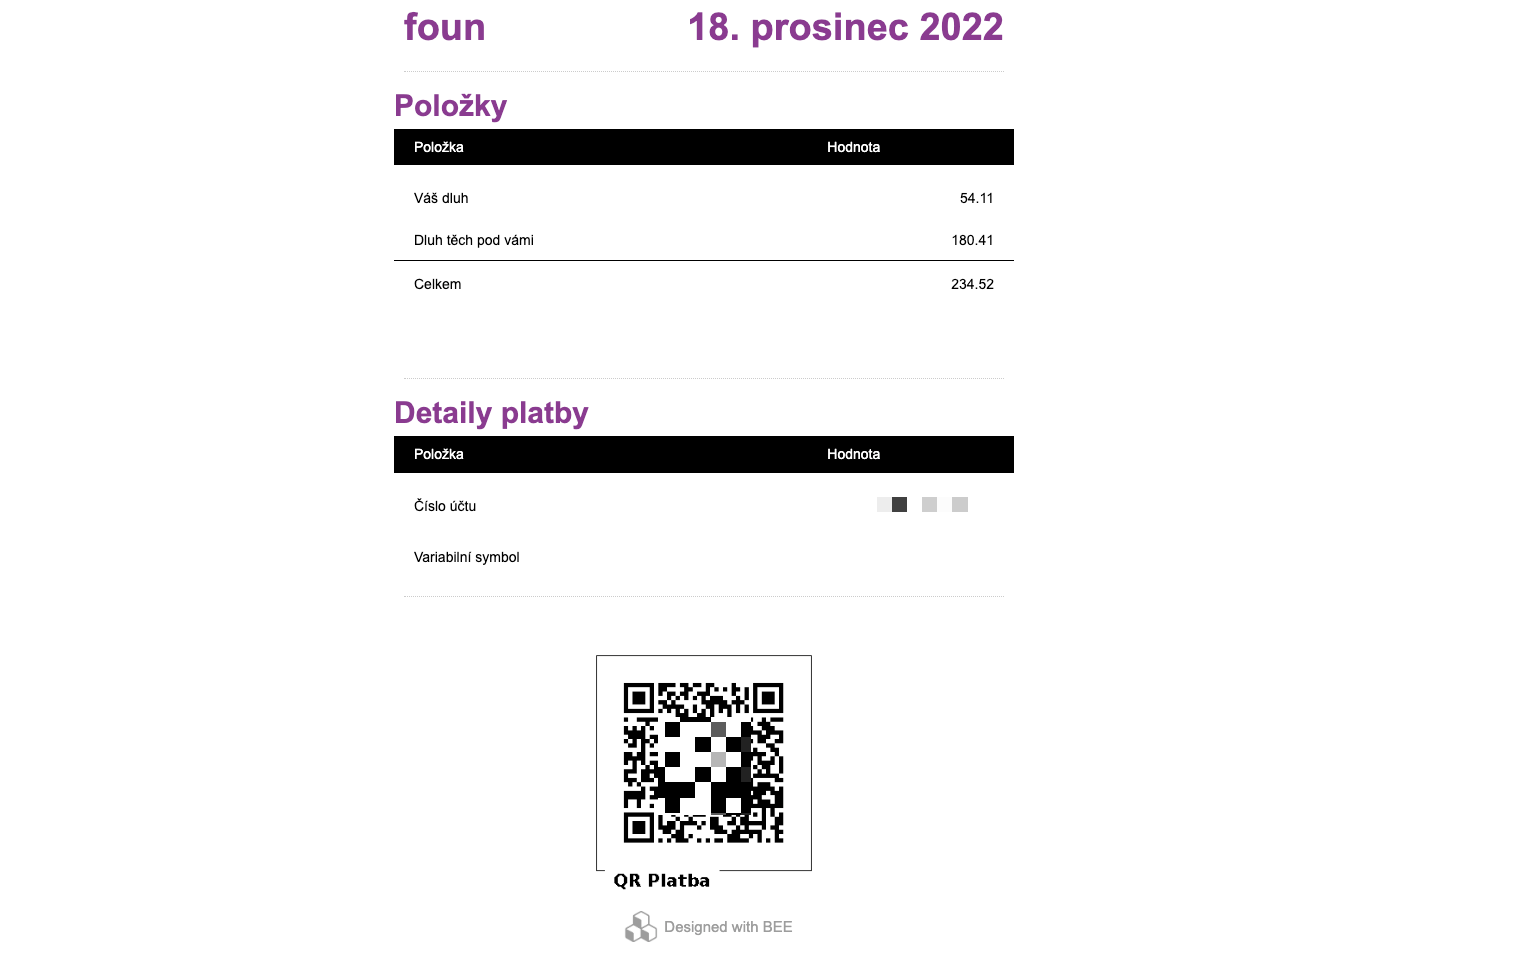 foun 18. prosinec 2022
Položky
Položka Hodnota
Váš dluh 54.11
Dluh těch pod vámi 180.41
Celkem 234.52
Detaily platby
Položka Hodnota
Číslo účtu
Variabilní symbol
QR Platba
Designed with BEE